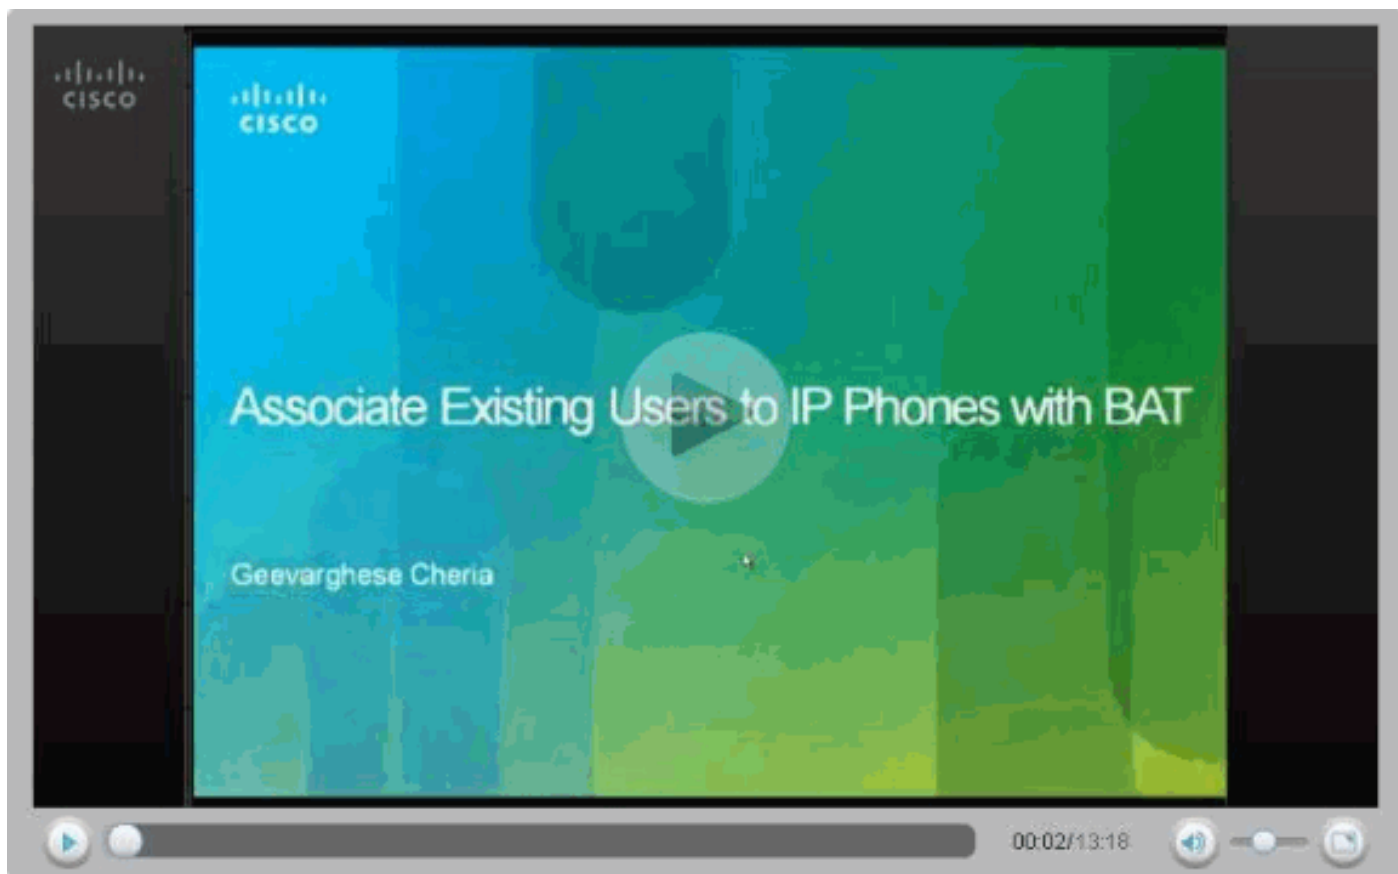 CISCO
CISCO
Associate Existing Users to IP Phones with BAT
Geevarghese Cheria
00:02/13:18